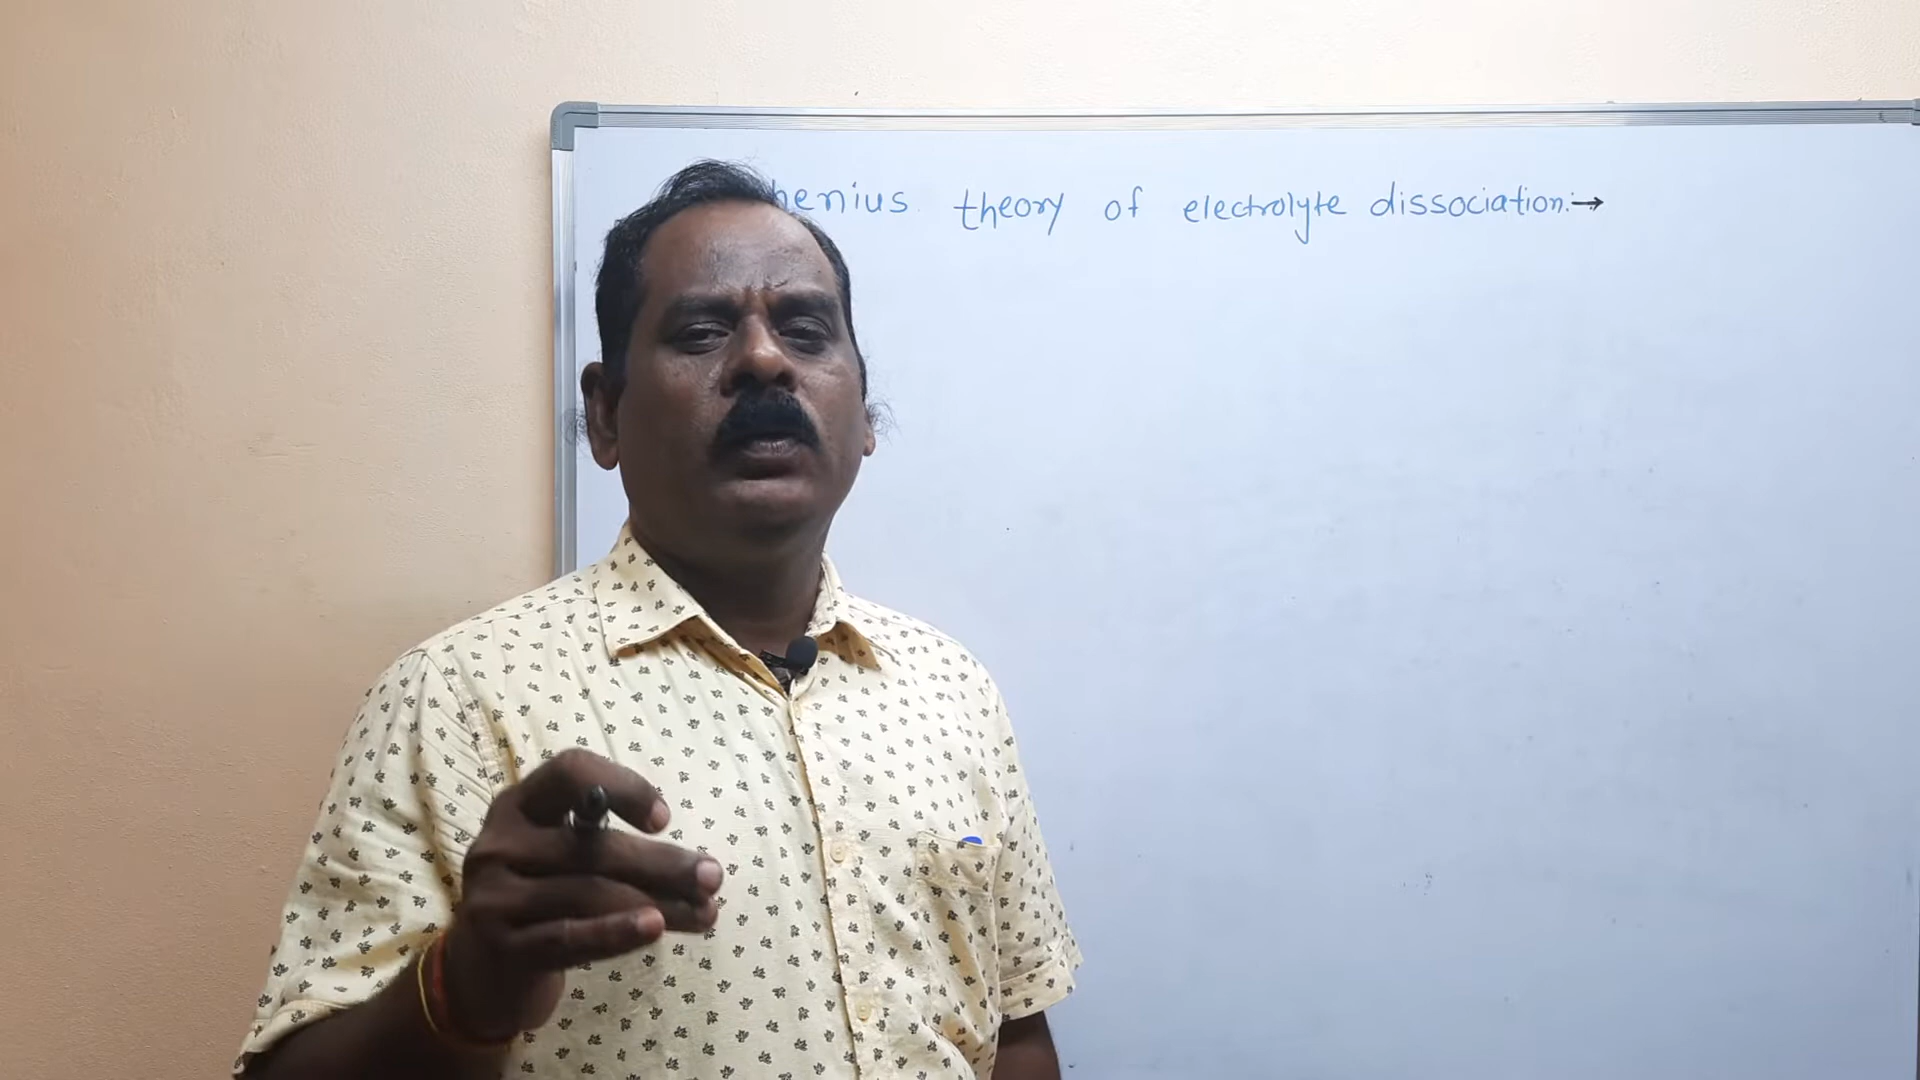 henius theory of electrolyte dissociation:→